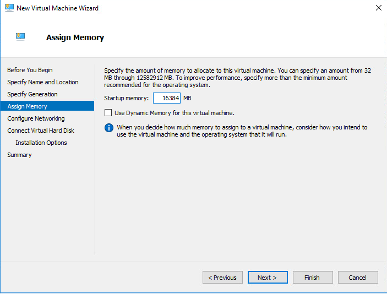 New Virtual Machine Wizard
Assign Memory
Before You Begin
Specify Name and Location
Specify Generation
Assign Memory
Configure Networking
Connect Virtual Hard Disk
Installation Options
Summary
Specify the amount of memory to allocate to this virtual machine. You can specify an amount from 32
MB through 12582912 MB. To improve performance, specify more than the minimum amount
recommended for the operating system.
Startup memory: 15384 MB
Use Dynamic Memory for this virtual machine.
When you decide how much memory to assign to a virtual machine, consider how you intend to
use the virtual machine and the operating system that it will run.
< Previous
Next >
Finish
Cancel